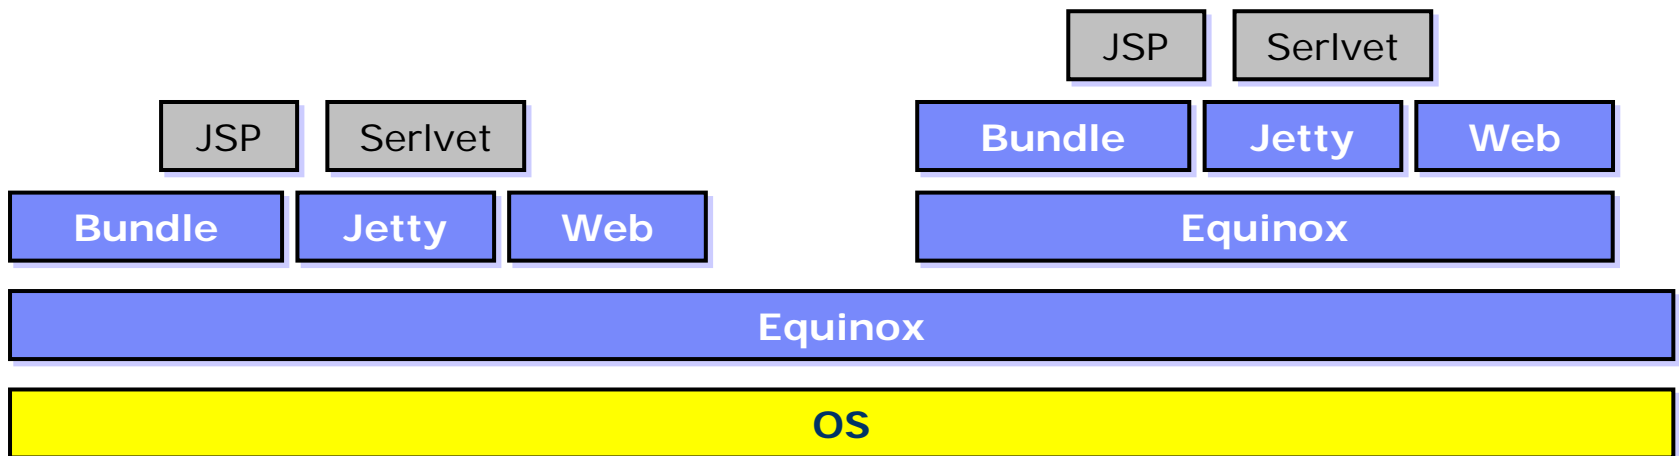 JSP Serlvet
JSP Serlvet Bundle Jetty Web
Bundle Jetty Web Equinox
Equinox
OS